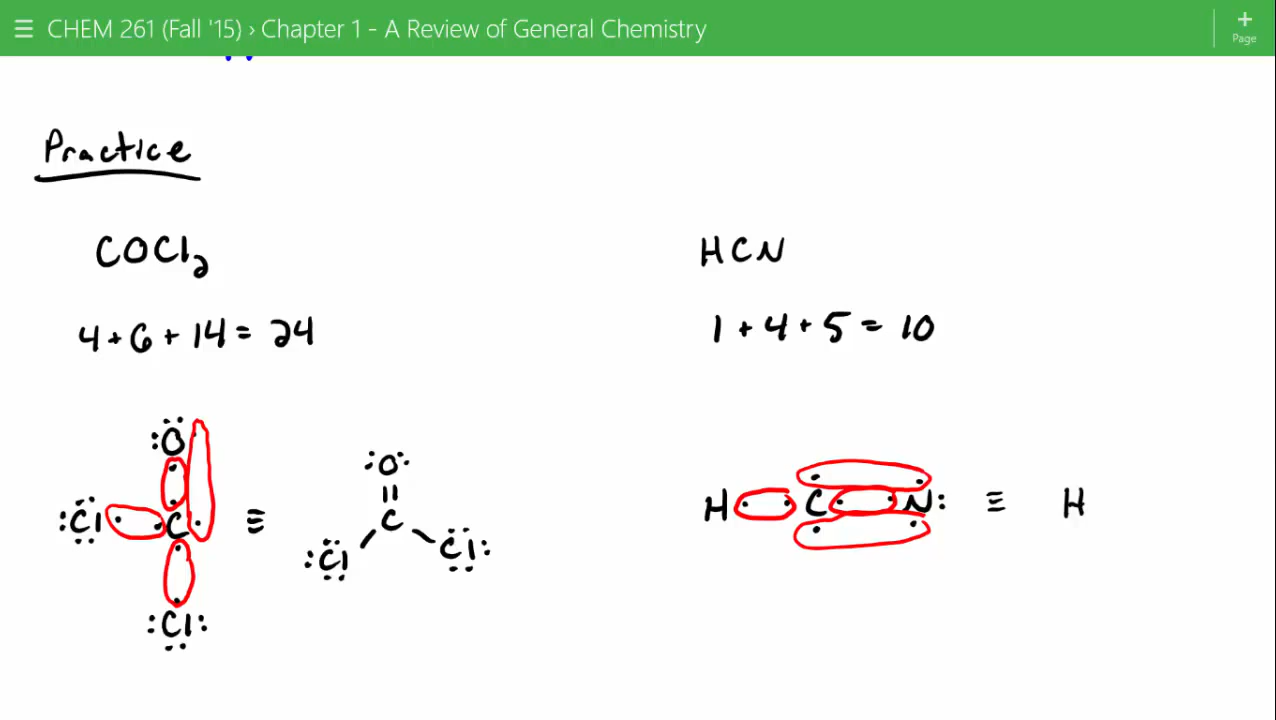 ☰ CHEM 261 (Fall '15) › Chapter 1 - A Review of General Chemistry
+
Page
Practice
COCl₂
4 + 6 + 14 = 24
:O
:Cl C ≡
:Cl:
:O:
||
C
:Cl Cl:
HCN
1 + 4 + 5 = 10
H C N: ≡ H